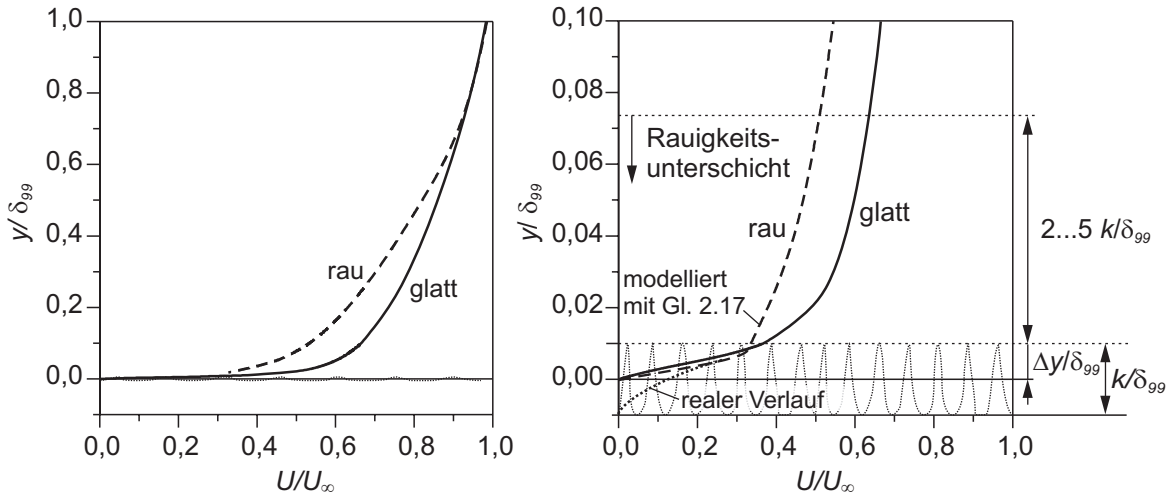 1,0
0,8
0,6
0,4
0,2
0,0
y/ δ99
rau
glatt
0,0 0,2 0,4 0,6 0,8 1,0
U/U∞
0,10
0,08
0,06
0,04
0,02
0,00
y/ δ99
Rauigkeits-
unterschicht
rau
glatt
modelliert
mit Gl. 2.17
realer Verlauf
2...5 k/δ99
Δy/δ99
k/δ99
0,0 0,2 0,4 0,6 0,8 1,0
U/U∞